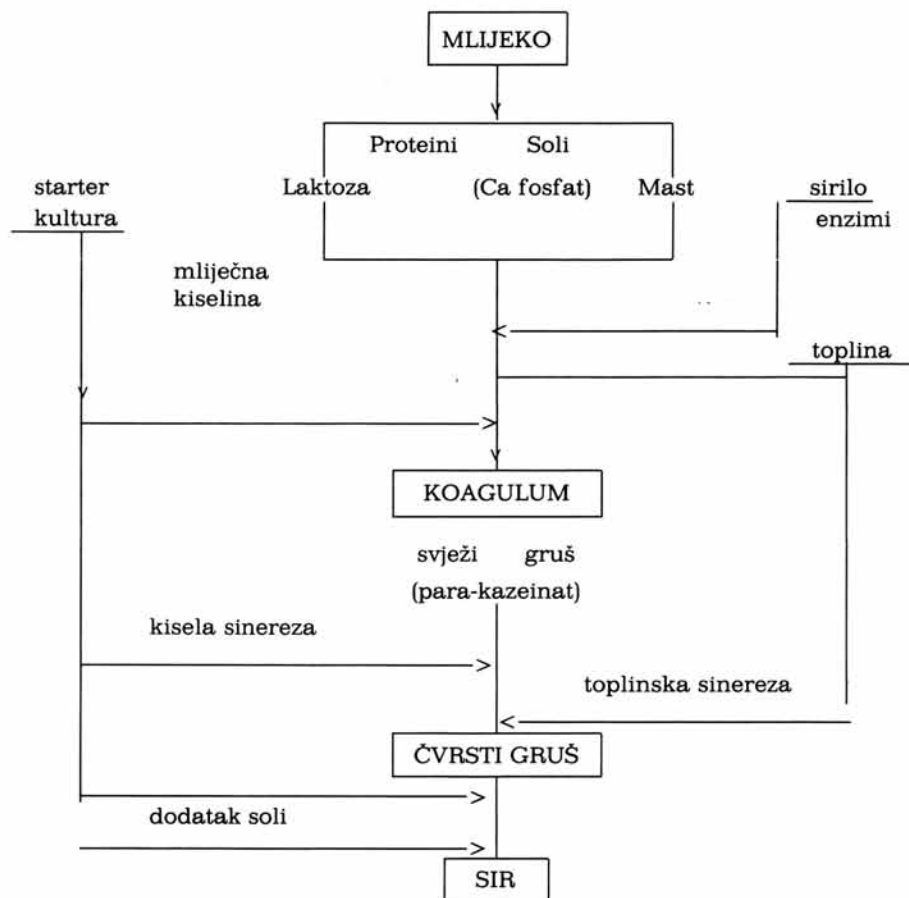 MLIJEKO
Proteini Soli
starter
kultura
Laktoza (Ca fosfat) Mast
sirilo
enzimi
mliječna
kiselina
toplina
KOAGULUM
svježi gruš
(para-kazeinat)
kisela sinereza
toplinska sinereza
ČVRSTI GRUŠ
dodatak soli
SIR